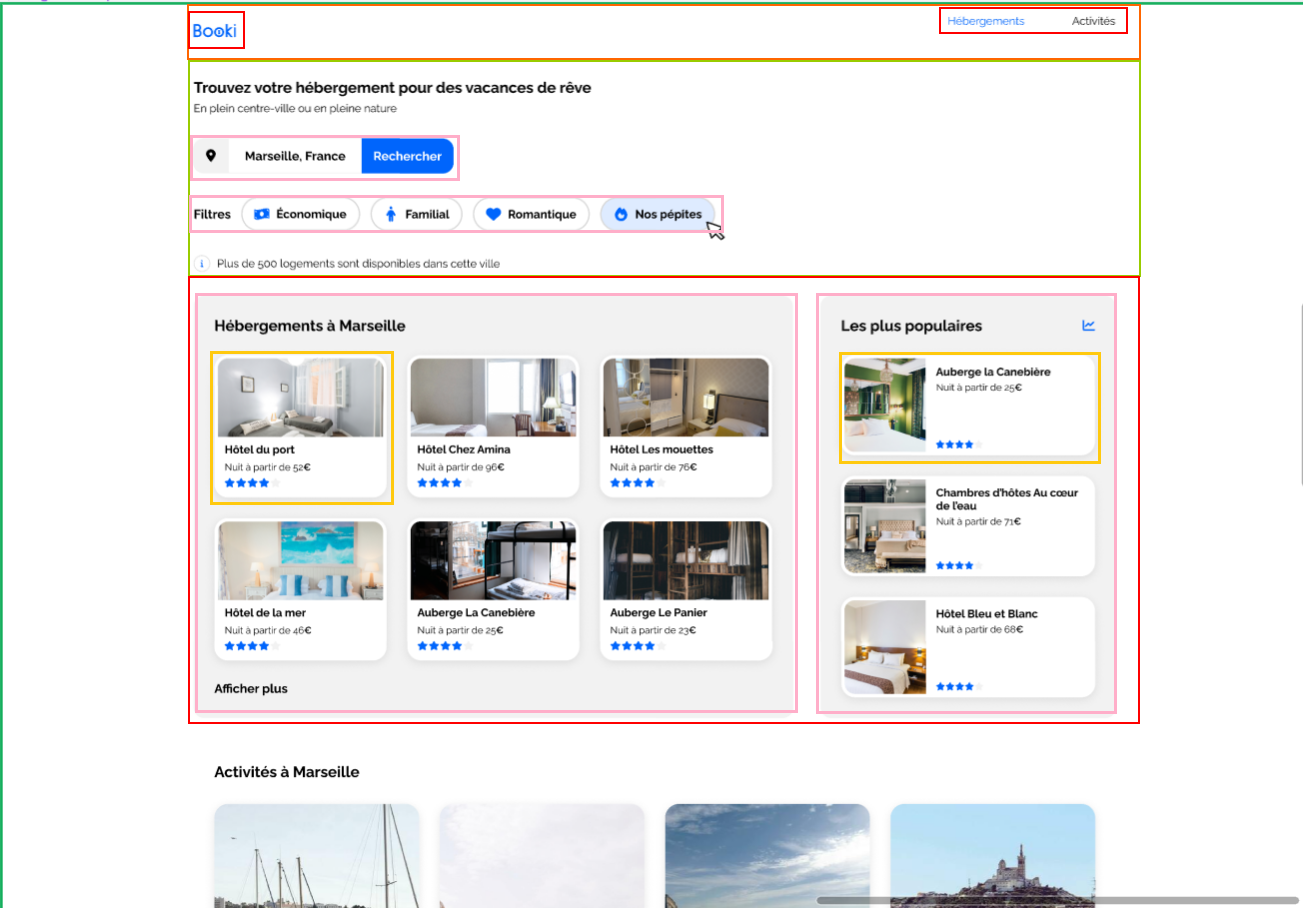 Booki
Hébergements
Activités
Trouvez votre hébergement pour des vacances de rêve
En plein centre-ville ou en pleine nature
Marseille, France
Rechercher
Filtres
Économique
Familial
Romantique
Nos pépites
i
Plus de 500 logements sont disponibles dans cette ville
Hébergements à Marseille
Hôtel du port
Nuit à partir de 52€
Hôtel Chez Amina
Nuit à partir de 96€
Hôtel Les mouettes
Nuit à partir de 76€
Hôtel de la mer
Nuit à partir de 46€
Auberge La Canebière
Nuit à partir de 25€
Auberge Le Panier
Nuit à partir de 23€
Afficher plus
Les plus populaires
Auberge la Canebière
Nuit à partir de 25€
Chambres d'hôtes Au cœur
de l'eau
Nuit à partir de 71€
Hôtel Bleu et Blanc
Nuit à partir de 68€
Activités à Marseille